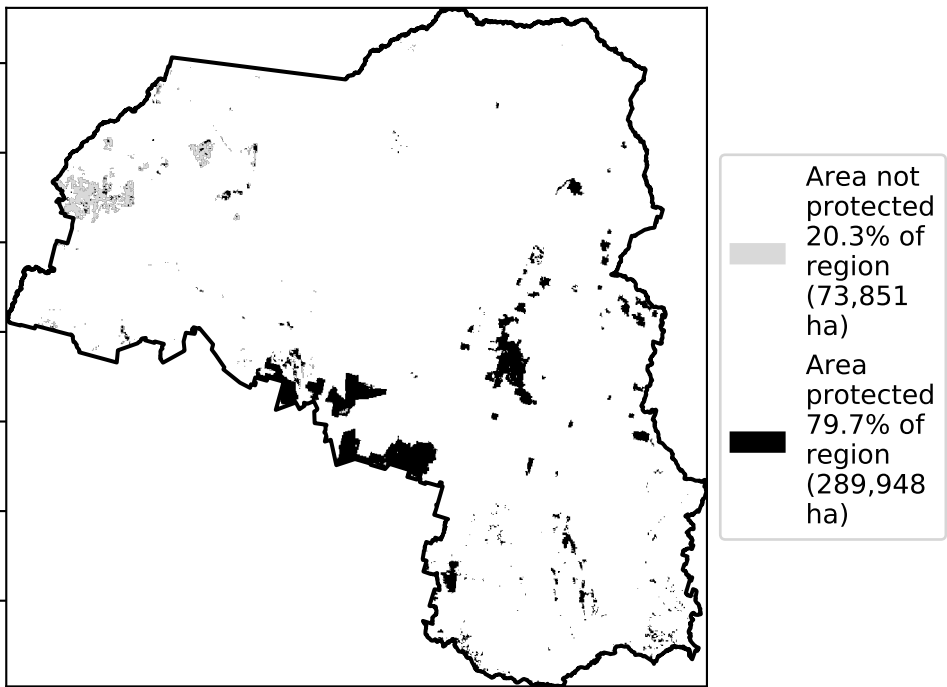 Area not
protected
20.3% of
region
(73,851
ha)
Area
protected
79.7% of
region
(289,948
ha)